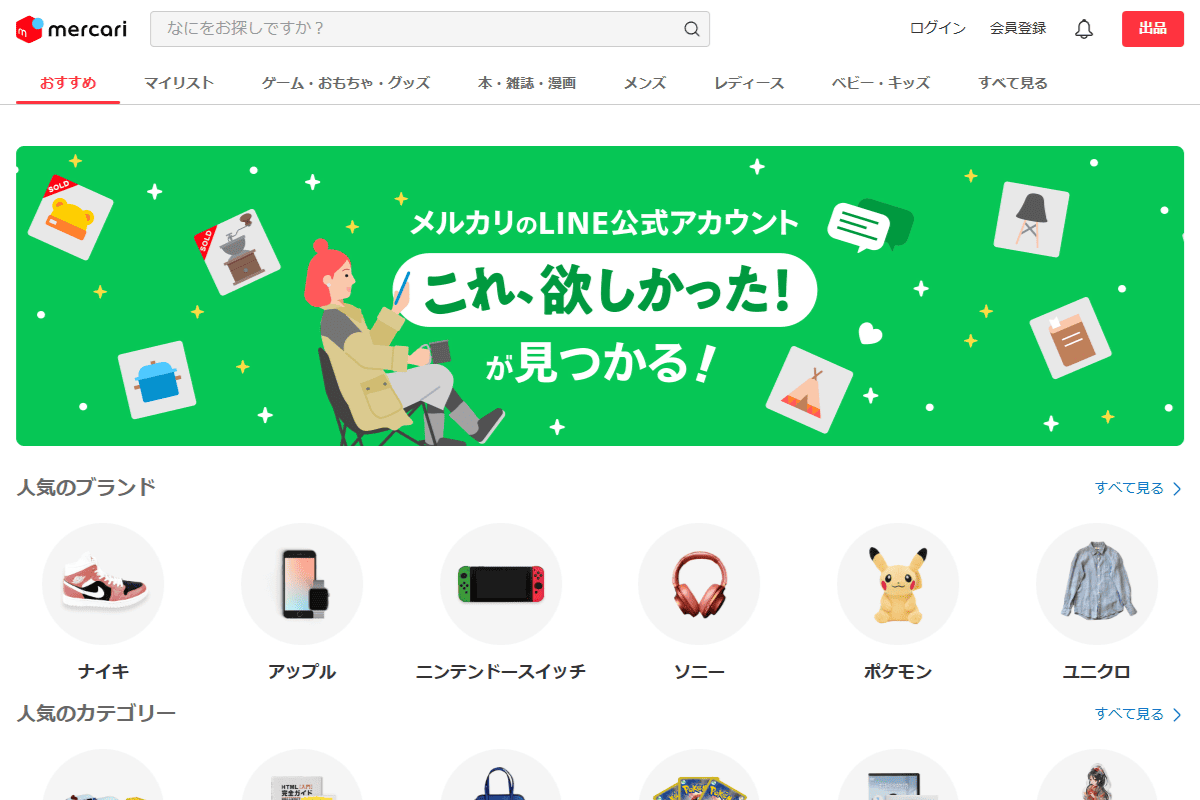 mercari
なにをお探しですか？
ログイン
会員登録
出品
おすすめ
マイリスト
ゲーム・おもちゃ・グッズ
本・雑誌・漫画
メンズ
レディース
ベビー・キッズ
すべて見る
SOLD
SOLD
メルカリのLINE公式アカウント
これ、欲しかった！
が見つかる！
人気のブランド
すべて見る
ナイキ
アップル
ニンテンドースイッチ
ソニー
ポケモン
ユニクロ
人気のカテゴリー
すべて見る
HTML[入門]
完全ガイド